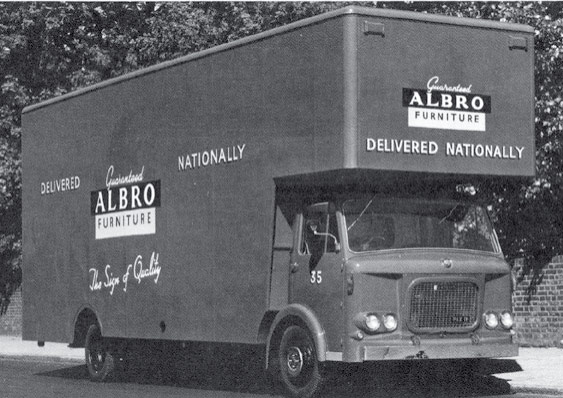 Guaranteed
ALBRO
FURNITURE
DELIVERED NATIONALLY
DELIVERED
NATIONALLY
Guaranteed
ALBRO
FURNITURE
The Sign of Quality
35